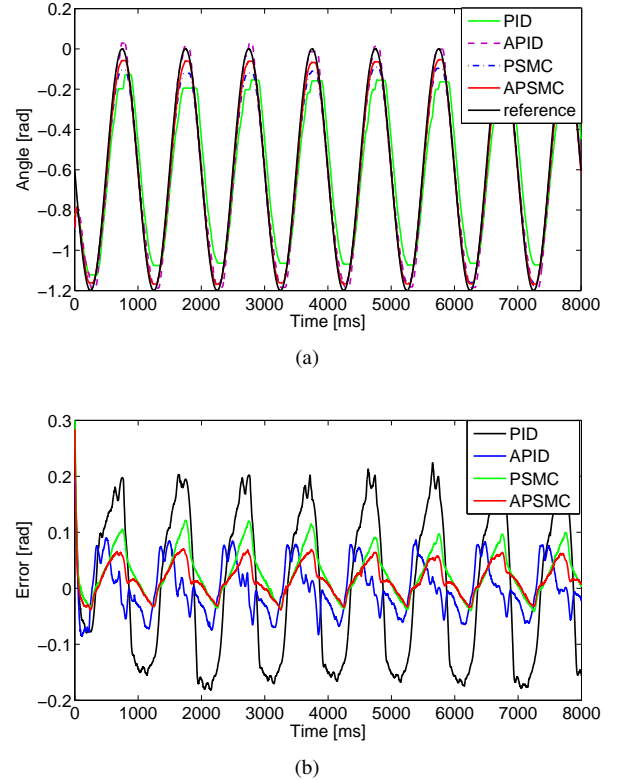 0.2
0
−0.2
−0.4
−0.6
−0.8
−1
−1.2
Angle [rad]
PID
APID
PSMC
APSMC
reference
0 1000 2000 3000 4000 5000 6000 7000 8000
Time [ms]
(a)
0.3
0.2
0.1
0
−0.1
−0.2
Error [rad]
PID
APID
PSMC
APSMC
0 1000 2000 3000 4000 5000 6000 7000 8000
Time [ms]
(b)